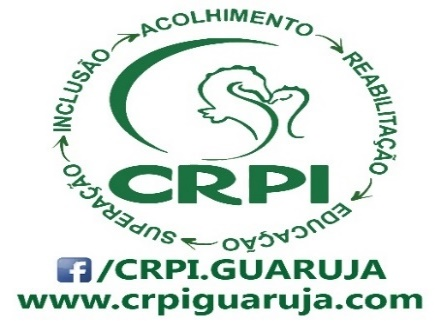 ACOLHIMENTO
REABILITAÇÃO
EDUCAÇÃO
SUPERAÇÃO
INCLUSÃO
CRPI
/CRPI.GUARUJA
www.crpiguaruja.com